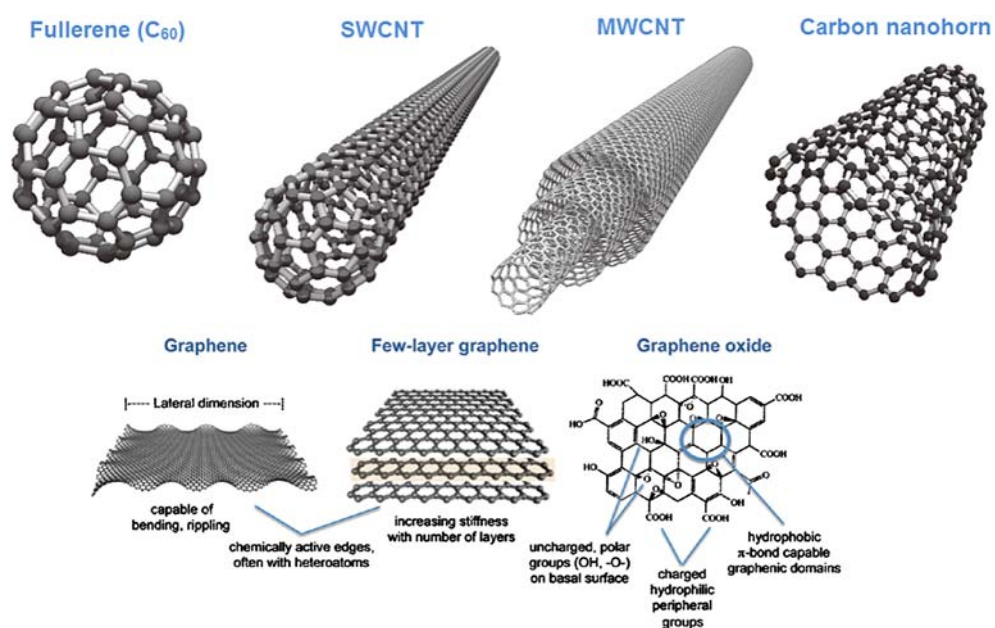 Fullerene (C₆₀)
SWCNT
MWCNT
Carbon nanohorn
Graphene
Few-layer graphene
Graphene oxide
|---- Lateral dimension ----|
capable of
bending, rippling
chemically active edges,
often with heteroatoms
increasing stiffness
with number of layers
HOOC
COOH
COOH
OH
COOH
O
HO
O
O
O
O
HO
COOH
HO
O
O
O
OH
COOH
COOH
uncharged, polar
groups (OH, -O-)
on basal surface
charged
hydrophilic
peripheral
groups
hydrophobic
π-bond capable
graphenic domains